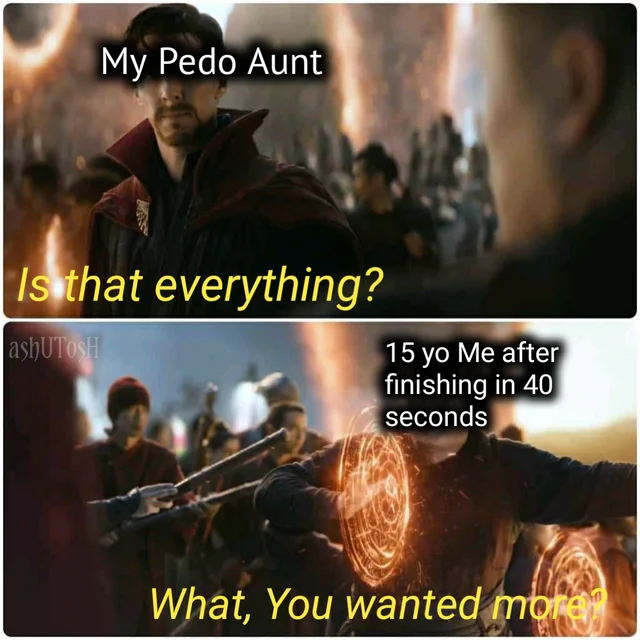 My Pedo Aunt
Is that everything?
ashUTosH
15 yo Me after
finishing in 40
seconds
What, You wanted more?